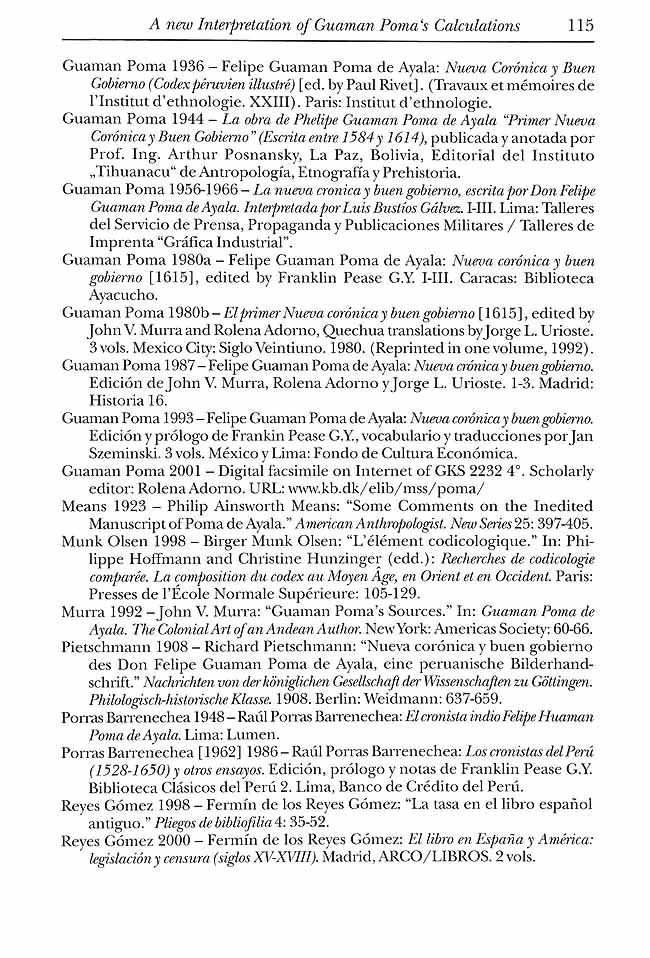 A new Interpretation of Guaman Poma‘s Calculations 115
Guaman Poma 1936 – Felipe Guaman Poma de Ayala: Nueva Corónica y Buen
Gobierno (Codex péruvien illustré) [ed. by Paul Rivet]. (Travaux et mémoires de
l'Institut d'ethnologie. XXIII). Paris: Institut d'ethnologie.
Guaman Poma 1944 – La obra de Phelipe Guaman Poma de Ayala “Primer Nueva
Corónica y Buen Gobierno” (Escrita entre 1584 y 1614), publicada y anotada por
Prof. Ing. Arthur Posnansky, La Paz, Bolivia, Editorial del Instituto
„Tihuanacu“ de Antropología, Etnografía y Prehistoria.
Guaman Poma 1956-1966 – La nueva cronica y buen gobierno, escrita por Don Felipe
Guaman Poma de Ayala. Interpretada por Luis Bustíos Gálvez. I-III. Lima: Talleres
del Servicio de Prensa, Propaganda y Publicaciones Militares / Talleres de
Imprenta “Gráfica Industrial”.
Guaman Poma 1980a – Felipe Guaman Poma de Ayala: Nueva corónica y buen
gobierno [1615], edited by Franklin Pease G.Y. I-III. Caracas: Biblioteca
Ayacucho.
Guaman Poma 1980b – El primer Nueva corónica y buen gobierno [1615], edited by
John V. Murra and Rolena Adorno, Quechua translations by Jorge L. Urioste.
3 vols. Mexico City: Siglo Veintiuno. 1980. (Reprinted in one volume, 1992).
Guaman Poma 1987 – Felipe Guaman Poma de Ayala: Nueva crónica y buen gobierno.
Edición de John V. Murra, Rolena Adorno y Jorge L. Urioste. 1-3. Madrid:
Historia 16.
Guaman Poma 1993 – Felipe Guaman Poma de Ayala: Nueva corónica y buen gobierno.
Edición y prólogo de Frankin Pease G.Y., vocabulario y traducciones por Jan
Szeminski. 3 vols. México y Lima: Fondo de Cultura Económica.
Guaman Poma 2001 – Digital facsimile on Internet of GKS 2232 4°. Scholarly
editor: Rolena Adorno. URL: www.kb.dk/elib/mss/poma/
Means 1923 – Philip Ainsworth Means: “Some Comments on the Inedited
Manuscript of Poma de Ayala.” American Anthropologist. New Series 25: 397-405.
Munk Olsen 1998 – Birger Munk Olsen: “L'élément codicologique.” In: Phi-
lippe Hoffmann and Christine Hunzinger (edd.): Recherches de codicologie
comparée. La composition du codex au Moyen Âge, en Orient et en Occident. Paris:
Presses de l'École Normale Supérieure: 105-129.
Murra 1992 – John V. Murra: “Guaman Poma's Sources.” In: Guaman Poma de
Ayala. The Colonial Art of an Andean Author. New York: Americas Society: 60-66.
Pietschmann 1908 – Richard Pietschmann: “Nueva corónica y buen gobierno
des Don Felipe Guaman Poma de Ayala, eine peruanische Bilderhand-
schrift.” Nachrichten von der königlichen Gesellschaft der Wissenschaften zu Göttingen.
Philologisch-historische Klasse. 1908. Berlin: Weidmann: 637-659.
Porras Barrenechea 1948 – Raúl Porras Barrenechea: El cronista indio Felipe Huaman
Poma de Ayala. Lima: Lumen.
Porras Barrenechea [1962] 1986 – Raúl Porras Barrenechea: Los cronistas del Perú
(1528-1650) y otros ensayos. Edición, prólogo y notas de Franklin Pease G.Y.
Biblioteca Clásicos del Perú 2. Lima, Banco de Crédito del Perú.
Reyes Gómez 1998 – Fermín de los Reyes Gómez: “La tasa en el libro español
antiguo.” Pliegos de bibliofilia 4: 35-52.
Reyes Gómez 2000 – Fermín de los Reyes Gómez: El libro en España y América:
legislación y censura (siglos XV-XVIII). Madrid, ARCO/LIBROS. 2 vols.